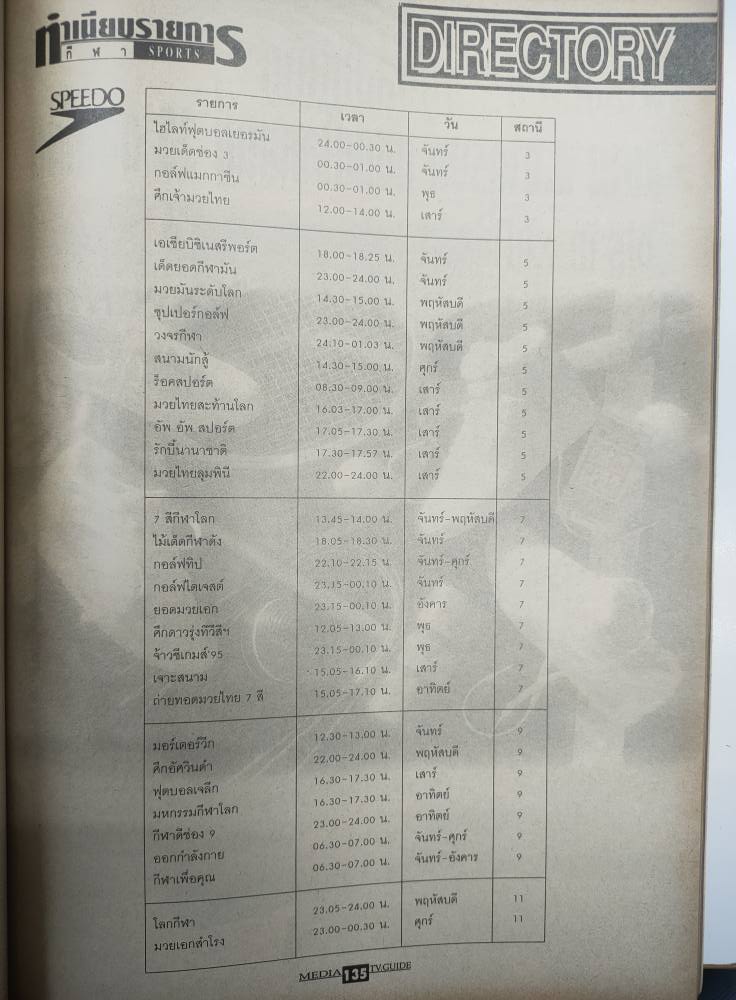 ทำเนียบรายการ
กีฬา SPORTS
DIRECTORY
SPEEDO
รายการ เวลา วัน สถานี
ไฮไลท์ฟุตบอลเยอรมัน 24.00-00.30 น. จันทร์ 3
มวยเด็ดช่อง 3 00.30-01.00 น. จันทร์ 3
กอล์ฟแมกกาซีน 00.30-01.00 น. พุธ 3
ศึกเจ้ามวยไทย 12.00-14.00 น. เสาร์ 3
เอเซียบิซิเนสรีพอร์ต 18.00-18.25 น. จันทร์ 5
เด็ดยอดกีฬามัน 23.00-24.00 น. จันทร์ 5
มวยมันระดับโลก 14.30-15.00 น. พฤหัสบดี 5
ซุปเปอร์กอล์ฟ 23.00-24.00 น. พฤหัสบดี 5
วงจรกีฬา 24.10-01.03 น. พฤหัสบดี 5
สนามนักสู้ 14.30-15.00 น. ศุกร์ 5
ร็อคสปอร์ต 08.30-09.00 น. เสาร์ 5
มวยไทยสะท้านโลก 16.03-17.00 น. เสาร์ 5
อัพ อัพ สปอร์ต 17.05-17.30 น. เสาร์ 5
รักบี้นานาชาติ 17.30-17.57 น. เสาร์ 5
มวยไทยลุมพินี 22.00-24.00 น. เสาร์ 5
7 สีกีฬาโลก 13.45-14.00 น. จันทร์-พฤหัสบดี 7
ไม้เด็ดกีฬาดัง 18.05-18.30 น. จันทร์ 7
กอล์ฟทิป 22.10-22.15 น. จันทร์-ศุกร์ 7
กอล์ฟไดเจสต์ 23.15-00.10 น. จันทร์ 7
ยอดมวยเอก 23.15-00.10 น. อังคาร 7
ศึกดาวรุ่งทีวีสีฯ 12.05-13.00 น. พุธ 7
จ้าวซีเกมส์'95 23.15-00.10 น. พุธ 7
เจาะสนาม 15.05-16.10 น. เสาร์ 7
ถ่ายทอดมวยไทย 7 สี 15.05-17.10 น. อาทิตย์ 7
มอร์เตอร์วีก 12.30-13.00 น. จันทร์ 9
ศึกอัศวินดำ 22.00-24.00 น. พฤหัสบดี 9
ฟุตบอลเจลีก 16.30-17.30 น. เสาร์ 9
มหกรรมกีฬาโลก 16.30-17.30 น. อาทิตย์ 9
กีฬาดีช่อง 9 23.00-24.00 น. อาทิตย์ 9
ออกกำลังกาย 06.30-07.00 น. จันทร์-ศุกร์ 9
กีฬาเพื่อคุณ 06.30-07.00 น. จันทร์-อังคาร 9
โลกกีฬา 23.05-24.00 น. พฤหัสบดี 11
มวยเอกสำโรง 23.00-00.30 น. ศุกร์ 11
MEDIA 135 TV.GUIDE